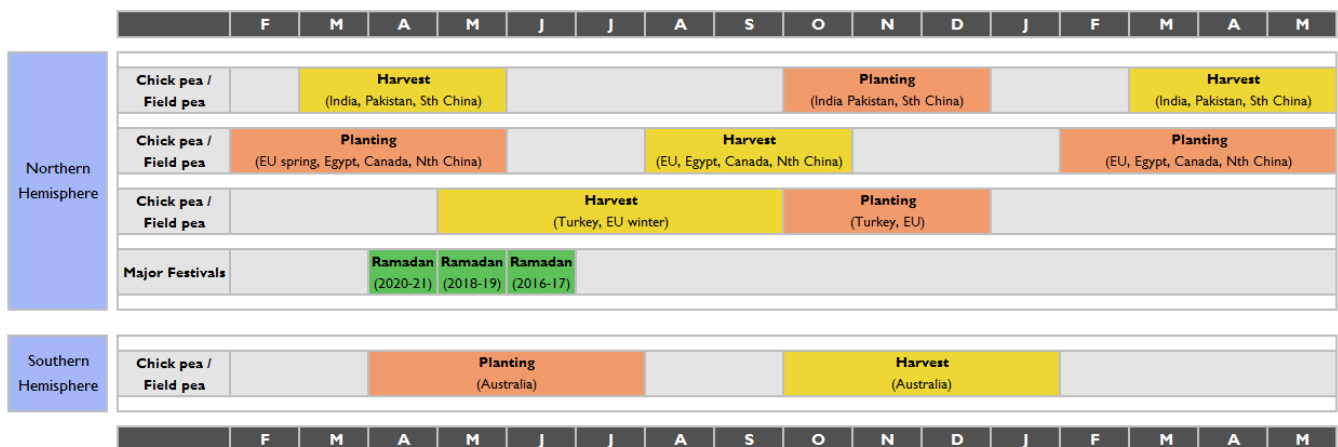 F M A M J J A S O N D J F M A M
Northern
Hemisphere
Chick pea /
Field pea
Harvest
(India, Pakistan, Sth China)
Planting
(India Pakistan, Sth China)
Harvest
(India, Pakistan, Sth China)
Chick pea /
Field pea
Planting
(EU spring, Egypt, Canada, Nth China)
Harvest
(EU, Egypt, Canada, Nth China)
Planting
(EU, Egypt, Canada, Nth China)
Chick pea /
Field pea
Harvest
(Turkey, EU winter)
Planting
(Turkey, EU)
Major Festivals
Ramadan
(2020-21)
Ramadan
(2018-19)
Ramadan
(2016-17)
Southern
Hemisphere
Chick pea /
Field pea
Planting
(Australia)
Harvest
(Australia)
F M A M J J A S O N D J F M A M